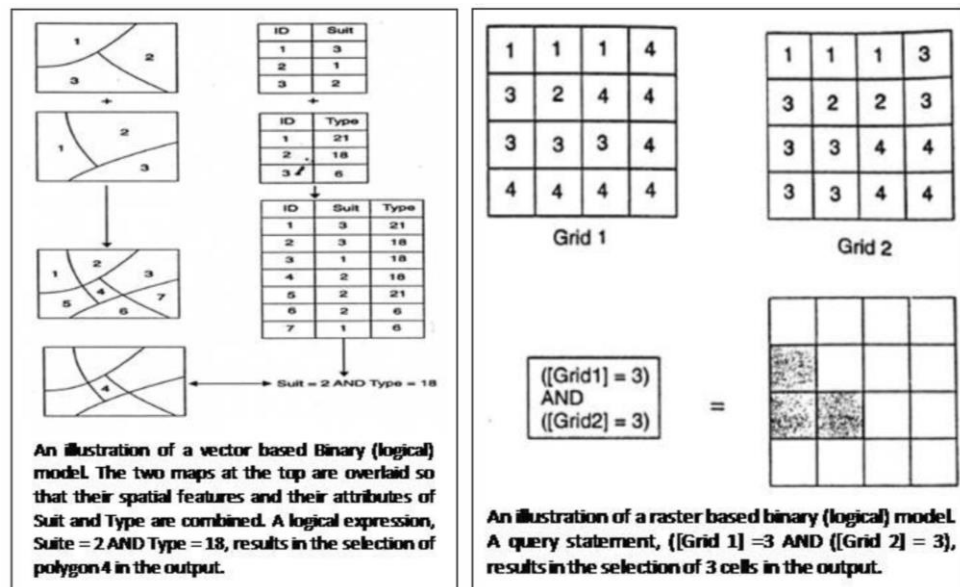 1
2
3
+
1
2
3
1
2
3
4
5
6
7
4
ID Suit
1 3
2 1
3 2
+
ID Type
1 21
2 18
3 6
ID Suit Type
1 3 21
2 3 18
3 1 18
4 2 18
5 2 21
6 2 6
7 1 6
Suit = 2 AND Type = 18
An illustration of a vector based Binary (logical)
model. The two maps at the top are overlaid so
that their spatial features and their attributes of
Suit and Type are combined. A logical expression,
Suite = 2 AND Type = 18, results in the selection of
polygon 4 in the output.
1 1 1 4
3 2 4 4
3 3 3 4
4 4 4 4
Grid 1
1 1 1 3
3 2 2 3
3 3 4 4
3 3 4 4
Grid 2
([Grid1] = 3)
AND
([Grid2] = 3)
=
An illustration of a raster based binary (logical) model.
A query statement, ([Grid 1] =3 AND ([Grid 2] = 3),
results in the selection of 3 cells in the output.